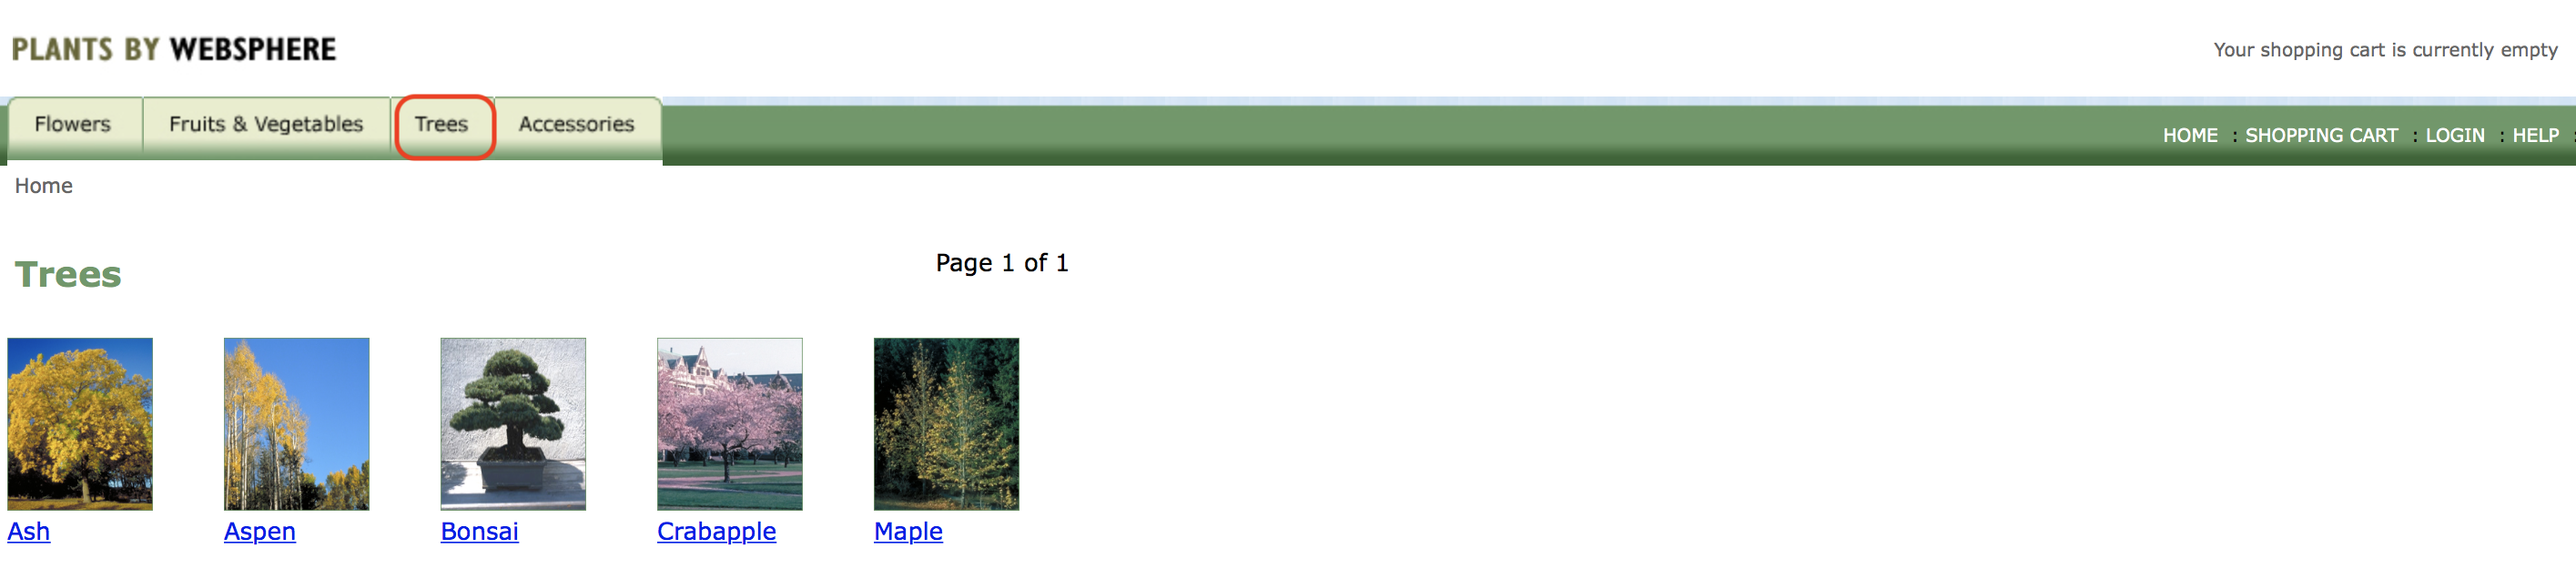 PLANTS BY WEBSPHERE
Your shopping cart is currently empty
Flowers
Fruits & Vegetables
Trees
Accessories
HOME : SHOPPING CART : LOGIN : HELP :
Home
Trees
Page 1 of 1
Ash
Aspen
Bonsai
Crabapple
Maple